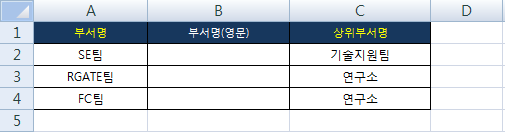 A B C D
1 부서명 부서명(영문) 상위부서명
2 SE팀 기술지원팀
3 RGATE팀 연구소
4 FC팀 연구소
5